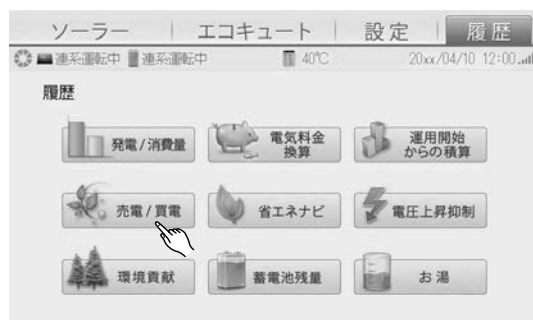 ソーラー エコキュート 設定 履歴
連系運転中 連系運転中 40℃ 20xx/04/10 12:00
履歴
発電/消費量 電気料金換算 運用開始からの積算
売電/買電 省エネナビ 電圧上昇抑制
環境貢献 蓄電池残量 お湯